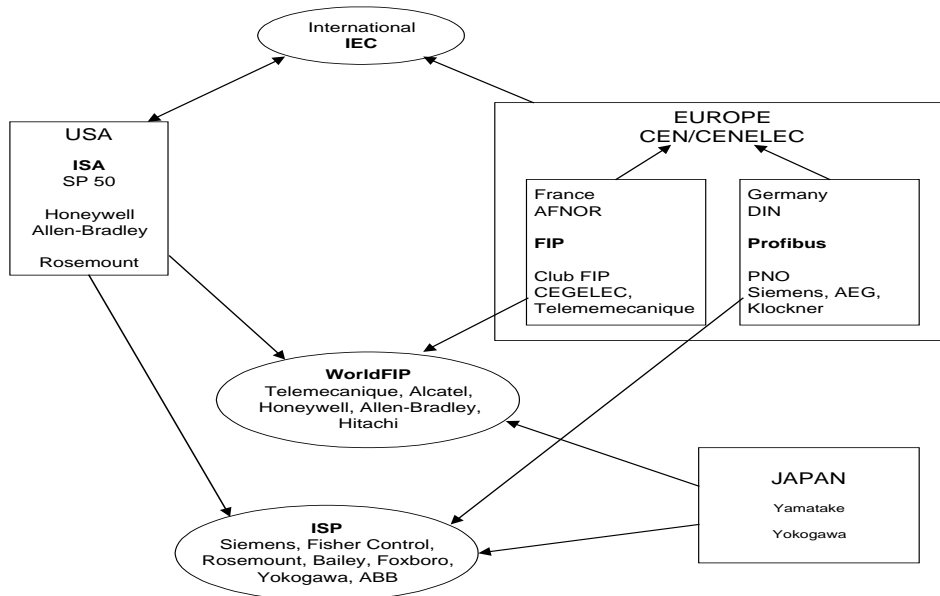 International
IEC
USA
ISA
SP 50
Honeywell
Allen-Bradley
Rosemount
EUROPE
CEN/CENELEC
France
AFNOR
FIP
Club FIP
CEGELEC,
Telememecanique
Germany
DIN
Profibus
PNO
Siemens, AEG,
Klockner
WorldFIP
Telemecanique, Alcatel,
Honeywell, Allen-Bradley,
Hitachi
JAPAN
Yamatake
Yokogawa
ISP
Siemens, Fisher Control,
Rosemount, Bailey, Foxboro,
Yokogawa, ABB